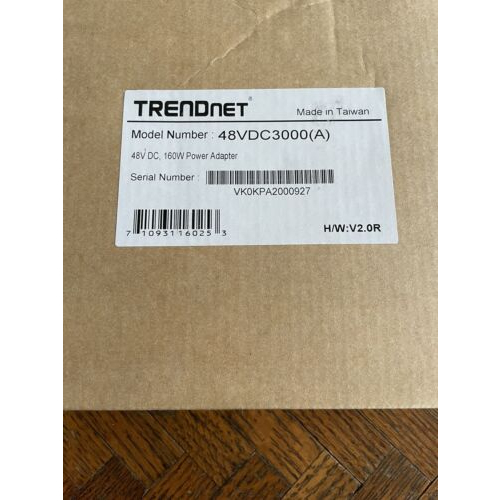 TRENDNET®
Made in Taiwan
Model Number : 48VDC3000(A)
48V DC, 160W Power Adapter
Serial Number :
VK0KPA2000927
7 10931 16025 3
H/W:V2.0R